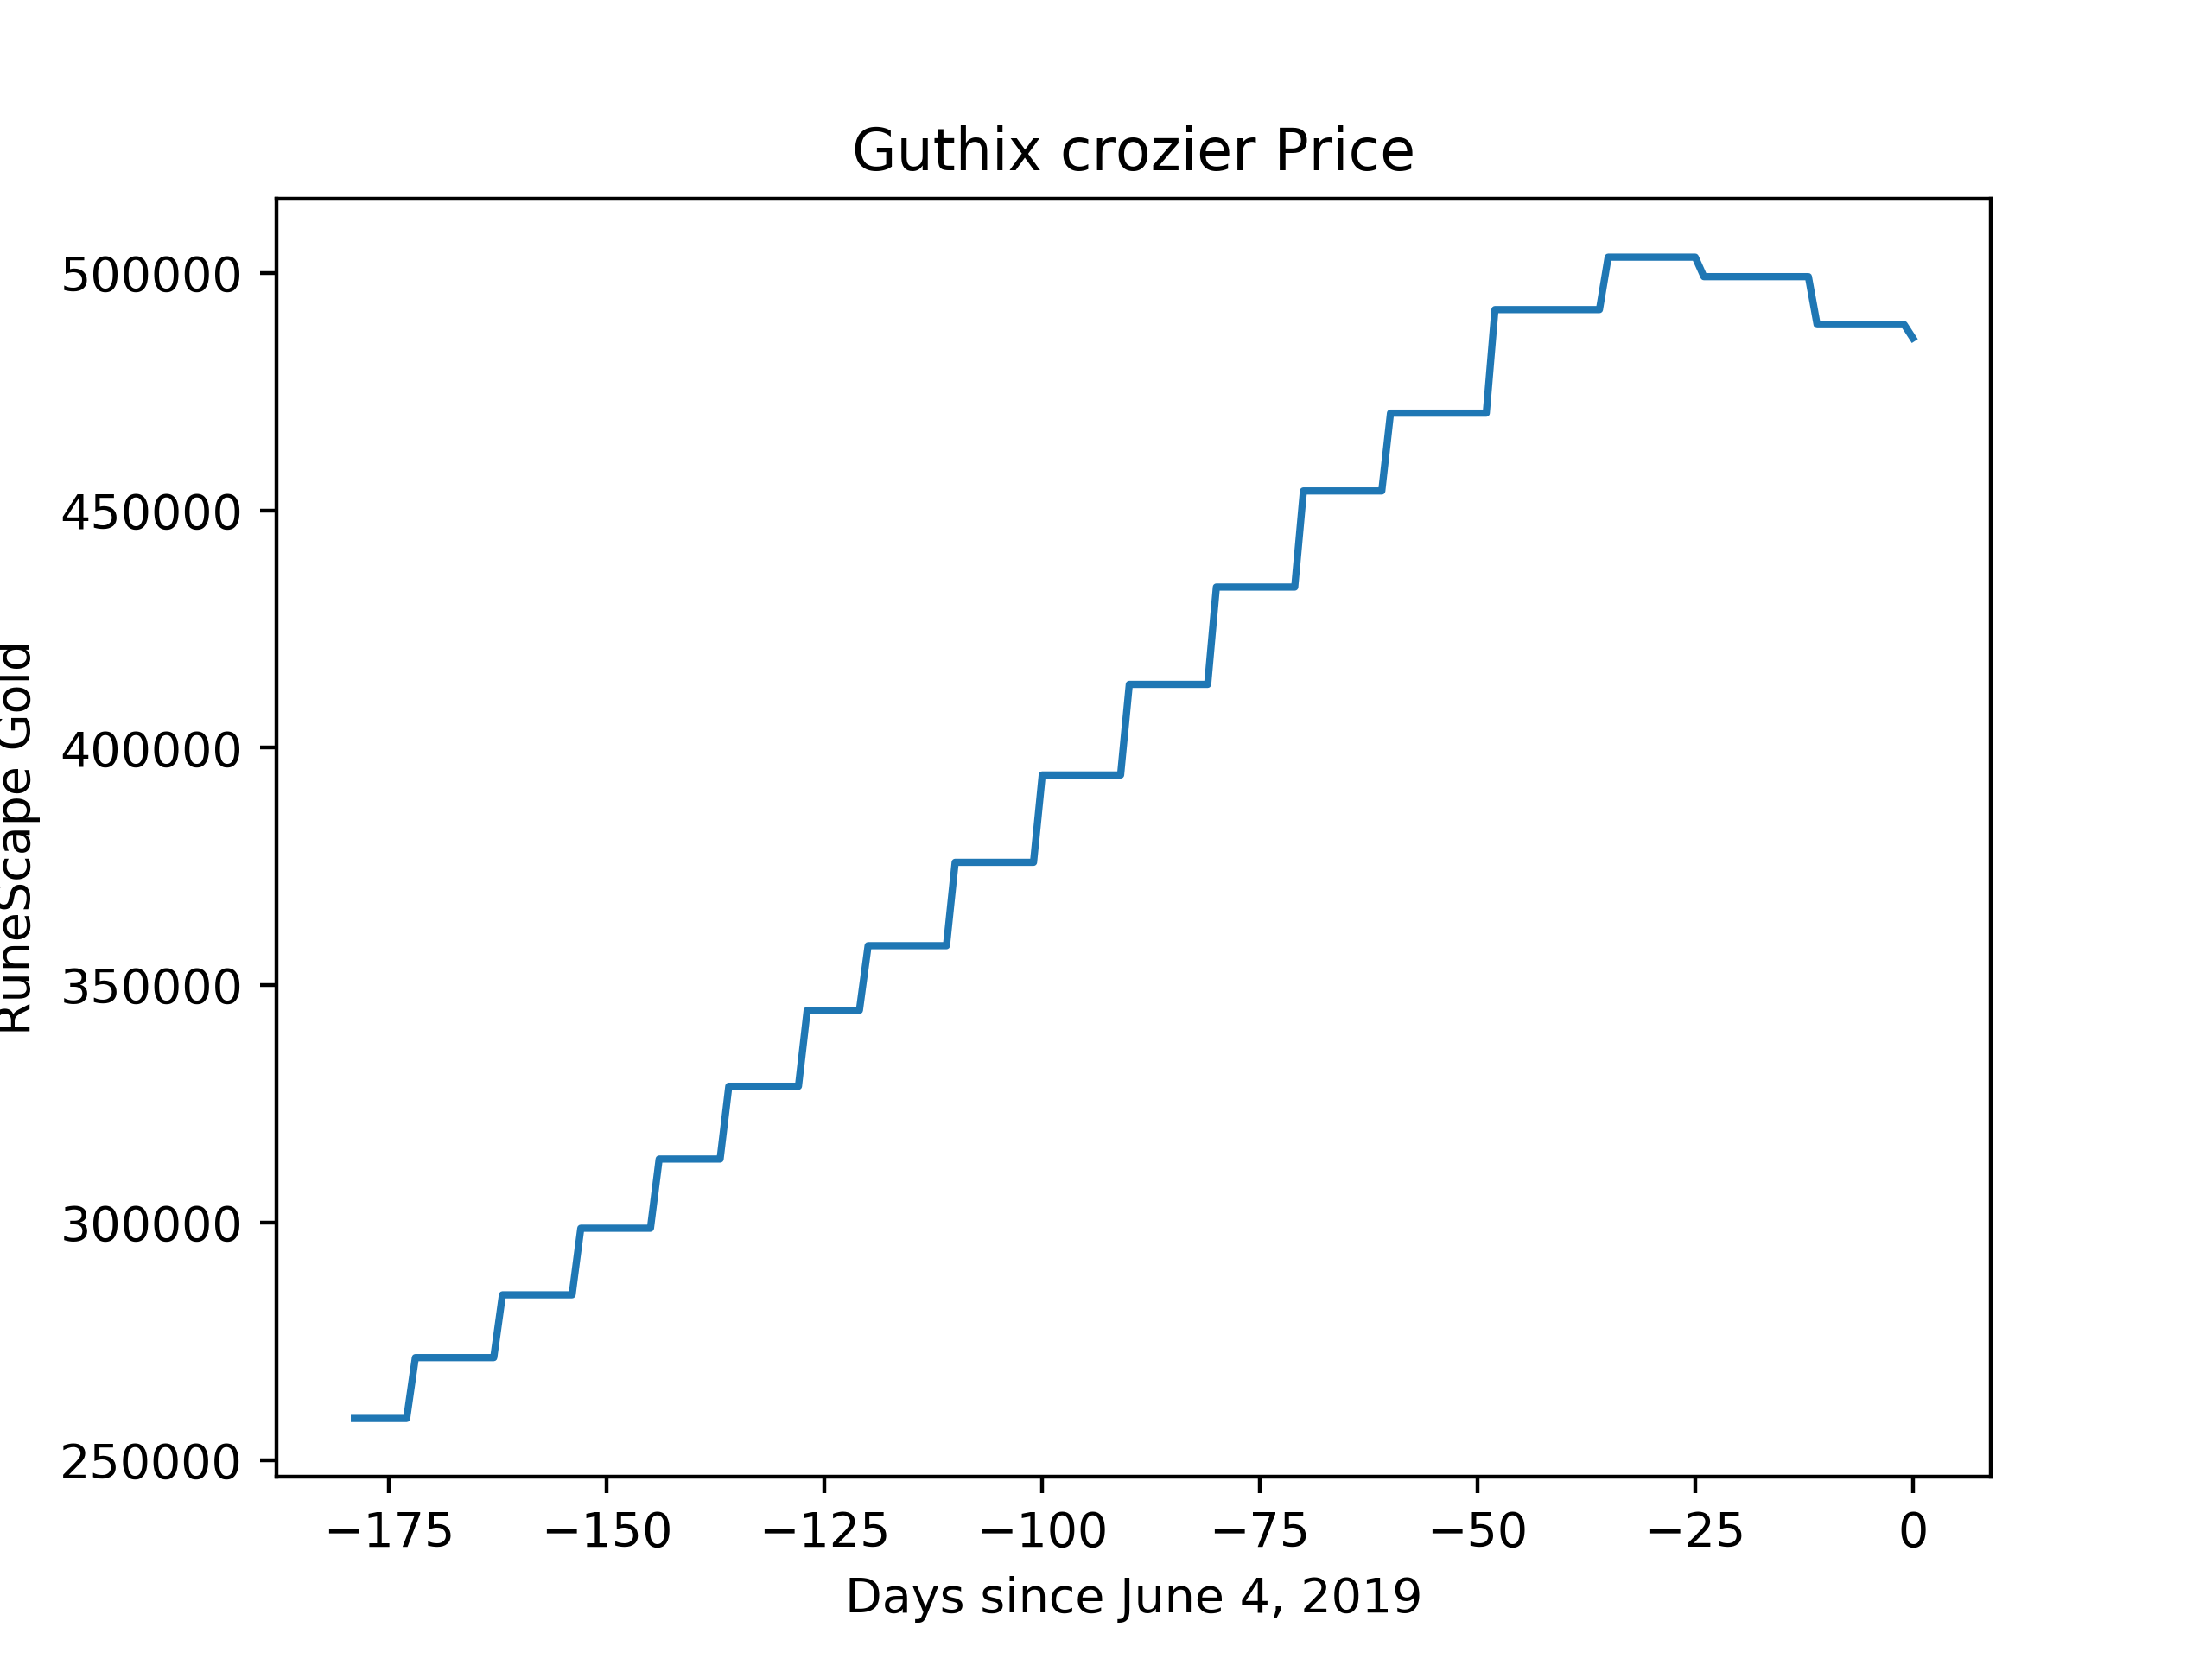 Guthix crozier Price
RuneScape Gold
500000
450000
400000
350000
300000
250000
−175 −150 −125 −100 −75 −50 −25 0
Days since June 4, 2019